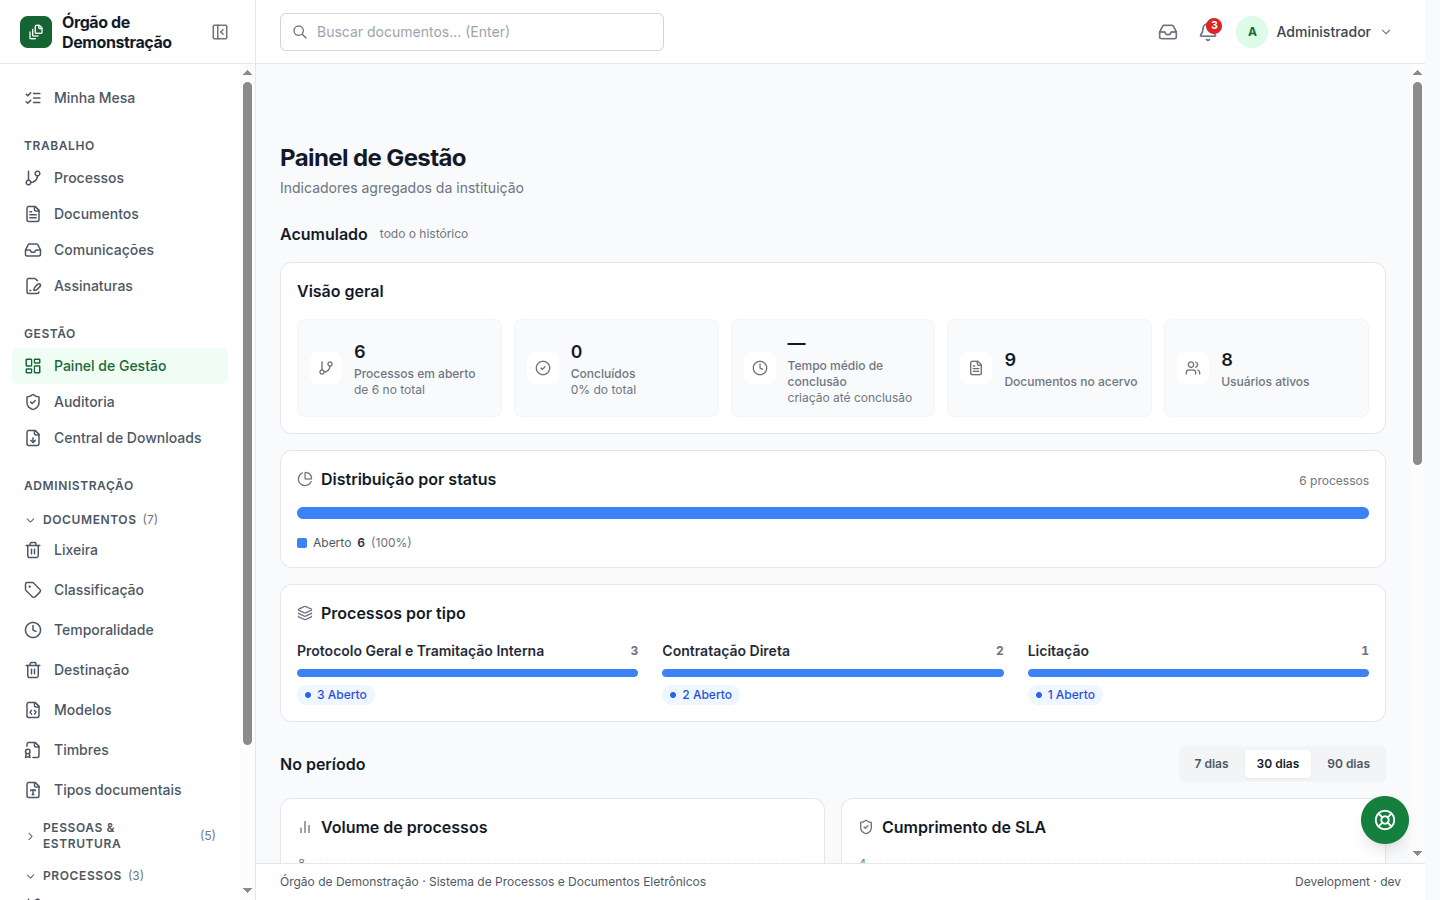 Órgão de
Demonstração
Buscar documentos... (Enter)
3
A
Administrador
Minha Mesa
TRABALHO
Processos
Documentos
Comunicações
Assinaturas
GESTÃO
Painel de Gestão
Auditoria
Central de Downloads
ADMINISTRAÇÃO
DOCUMENTOS (7)
Lixeira
Classificação
Temporalidade
Destinação
Modelos
Timbres
Tipos documentais
PESSOAS &
ESTRUTURA
(5)
PROCESSOS (3)
Painel de Gestão
Indicadores agregados da instituição
Acumulado todo o histórico
Visão geral
6
Processos em aberto
de 6 no total
0
Concluídos
0% do total
—
Tempo médio de
conclusão
criação até conclusão
9
Documentos no acervo
8
Usuários ativos
Distribuição por status
6 processos
Aberto 6 (100%)
Processos por tipo
Protocolo Geral e Tramitação Interna 3
3 Aberto
Contratação Direta 2
2 Aberto
Licitação 1
1 Aberto
No período
7 dias 30 dias 90 dias
Volume de processos
Cumprimento de SLA
Órgão de Demonstração · Sistema de Processos e Documentos Eletrônicos
Development · dev